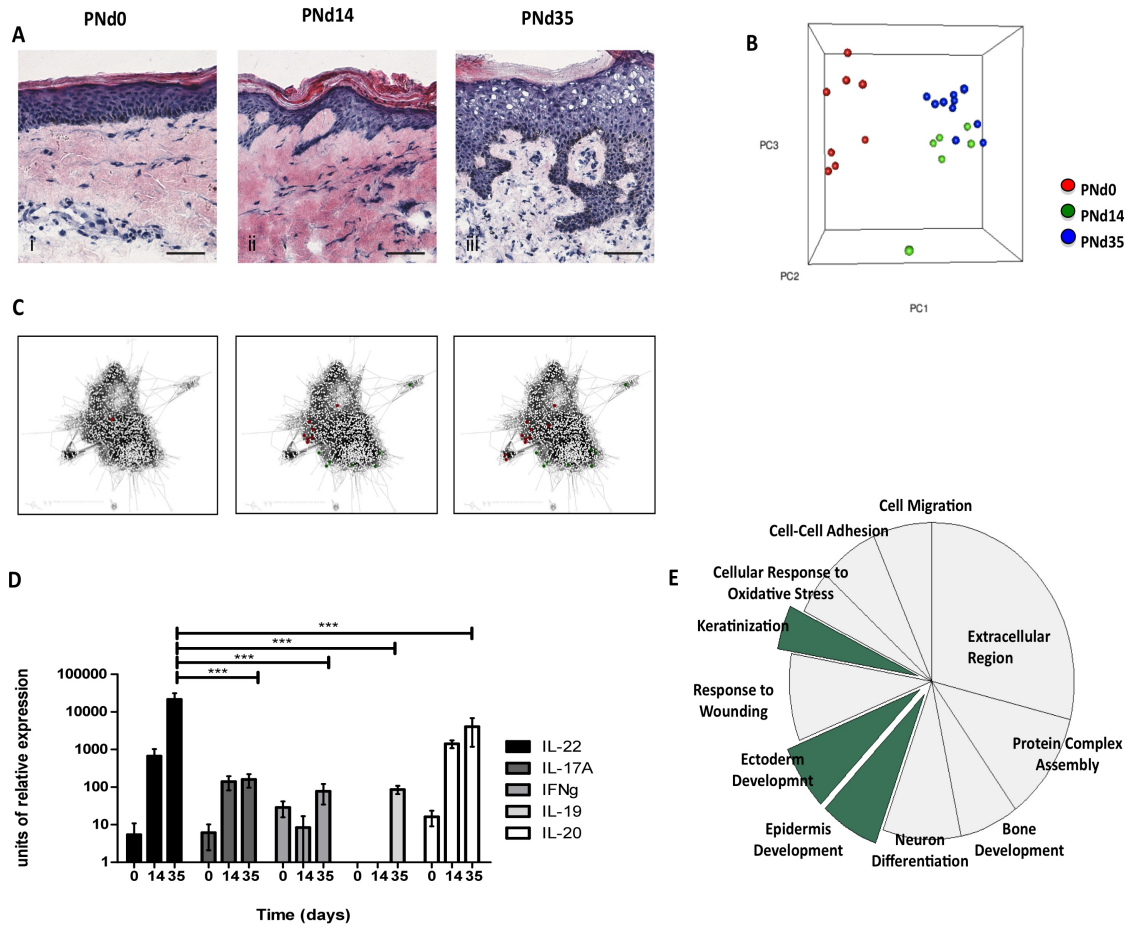 PNd0
PNd14
PNd35
A
i
ii
iii
B
PC3
PC2
PC1
PNd0
PNd14
PNd35
C
D
***
***
***
***
units of relative expression
100000
10000
1000
100
10
1
0 14 35 0 14 35 0 14 35 0 14 35 0 14 35
Time (days)
IL-22
IL-17A
IFNg
IL-19
IL-20
E
Cell Migration
Cell-Cell Adhesion
Cellular Response to
Oxidative Stress
Keratinization
Extracellular
Region
Response to
Wounding
Protein Complex
Assembly
Ectoderm
Developmnt
Epidermis
Development
Neuron
Differentiation
Bone
Development